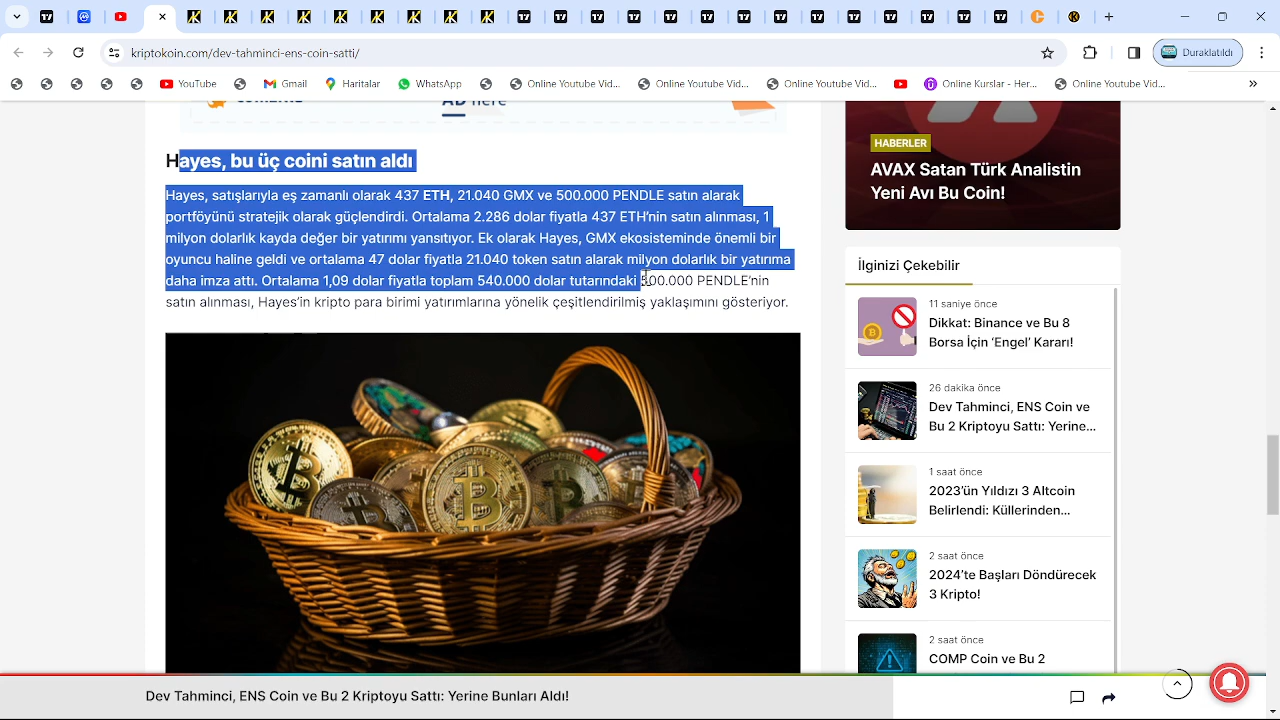 kriptokoin.com/dev-tahminci-ens-coin-satti/
Duraklatıldı
YouTube
Gmail
Haritalar
WhatsApp
Online Youtube Vid...
Online Youtube Vid...
Online Youtube Vid...
Online Kurslar - Her...
Online Youtube Vid...
AD here
Hayes, bu üç coini satın aldı
Hayes, satışlarıyla eş zamanlı olarak 437 ETH, 21.040 GMX ve 500.000 PENDLE satın alarak
portföyünü stratejik olarak güçlendirdi. Ortalama 2.286 dolar fiyatla 437 ETH'nin satın alınması, 1
milyon dolarlık kayda değer bir yatırımı yansıtıyor. Ek olarak Hayes, GMX ekosisteminde önemli bir
oyuncu haline geldi ve ortalama 47 dolar fiyatla 21.040 token satın alarak milyon dolarlık bir yatırıma
daha imza attı. Ortalama 1,09 dolar fiyatla toplam 540.000 dolar tutarındaki 500.000 PENDLE'nin
satın alınması, Hayes'in kripto para birimi yatırımlarına yönelik çeşitlendirilmiş yaklaşımını gösteriyor.
HABERLER
AVAX Satan Türk Analistin
Yeni Avı Bu Coin!
İlginizi Çekebilir
11 saniye önce
Dikkat: Binance ve Bu 8
Borsa İçin 'Engel' Kararı!
26 dakika önce
Dev Tahminci, ENS Coin ve
Bu 2 Kriptoyu Sattı: Yerine...
1 saat önce
2023'ün Yıldızı 3 Altcoin
Belirlendi: Küllerinden...
2 saat önce
2024'te Başları Döndürecek
3 Kripto!
2 saat önce
COMP Coin ve Bu 2
Dev Tahminci, ENS Coin ve Bu 2 Kriptoyu Sattı: Yerine Bunları Aldı!